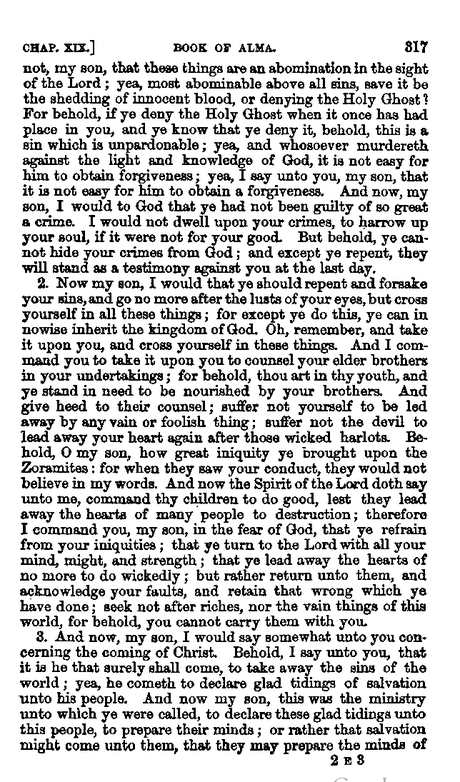 CHAP. XIX.] BOOK OF ALMA. 317
not, my son, that these things are an abomination in the sight
of the Lord; yea, most abominable above all sins, save it be
the shedding of innocent blood, or denying the Holy Ghost?
For behold, if ye deny the Holy Ghost when it once has had
place in you, and ye know that ye deny it, behold, this is a
sin which is unpardonable; yea, and whosoever murdereth
against the light and knowledge of God, it is not easy for
him to obtain forgiveness; yea, I say unto you, my son, that
it is not easy for him to obtain a forgiveness. And now, my
son, I would to God that ye had not been guilty of so great
a crime. I would not dwell upon your crimes, to harrow up
your soul, if it were not for your good. But behold, ye can-
not hide your crimes from God; and except ye repent, they
will stand as a testimony against you at the last day.
2. Now my son, I would that ye should repent and forsake
your sins, and go no more after the lusts of your eyes, but cross
yourself in all these things; for except ye do this, ye can in
nowise inherit the kingdom of God. Oh, remember, and take
it upon you, and cross yourself in these things. And I com-
mand you to take it upon you to counsel your elder brothers
in your undertakings; for behold, thou art in thy youth, and
ye stand in need to be nourished by your brothers. And
give heed to their counsel; suffer not yourself to be led
away by any vain or foolish thing; suffer not the devil to
lead away your heart again after those wicked harlots. Be-
hold, O my son, how great iniquity ye brought upon the
Zoramites: for when they saw your conduct, they would not
believe in my words. And now the Spirit of the Lord doth say
unto me, command thy children to do good, lest they lead
away the hearts of many people to destruction; therefore
I command you, my son, in the fear of God, that ye refrain
from your iniquities; that ye turn to the Lord with all your
mind, might, and strength; that ye lead away the hearts of
no more to do wickedly; but rather return unto them, and
acknowledge your faults, and retain that wrong which ye
have done; seek not after riches, nor the vain things of this
world, for behold, you cannot carry them with you.
3. And now, my son, I would say somewhat unto you con-
cerning the coming of Christ. Behold, I say unto you, that
it is he that surely shall come, to take away the sins of the
world; yea, he cometh to declare glad tidings of salvation
unto his people. And now my son, this was the ministry
unto which ye were called, to declare these glad tidings unto
this people, to prepare their minds; or rather that salvation
might come unto them, that they may prepare the minds of
2 E 3